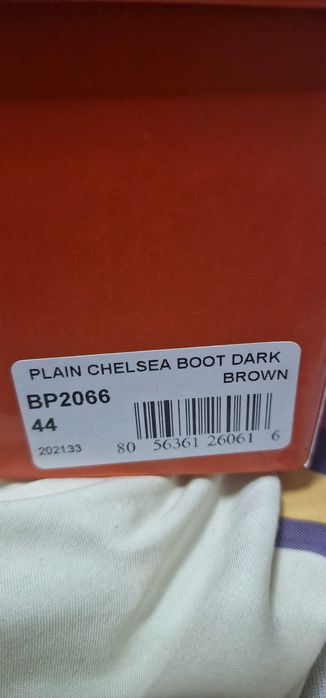 PLAIN CHELSEA BOOT DARK
BROWN
BP2066
44
202133
80 56361 26061 6